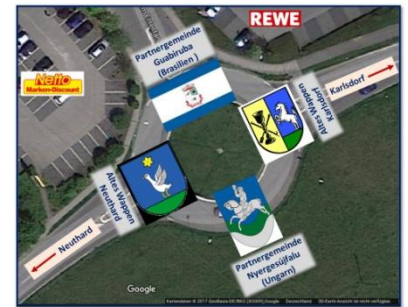 REWE
Partnergemeinde
Guabiruba
(Brasilien )
Netto
Marken-Discount
Altes Wappen
Karlsdorf
Karlsdorf
Altes Wappen
Neuthard
Neuthard
Partnergemeinde
Nyergesújfalu
(Ungarn)
Google